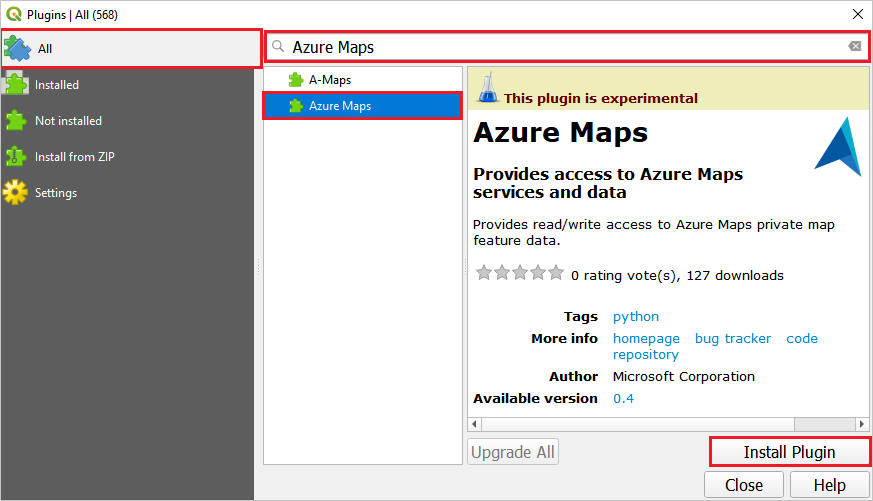 Plugins | All (568)
All
Azure Maps
Installed
Not installed
Install from ZIP
Settings
A-Maps
Azure Maps
This plugin is experimental
Azure Maps
Provides access to Azure Maps
services and data
Provides read/write access to Azure Maps private map
feature data.
0 rating vote(s), 127 downloads
Tags python
More info homepage bug tracker code
repository
Author Microsoft Corporation
Available version 0.4
Upgrade All
Install Plugin
Close
Help